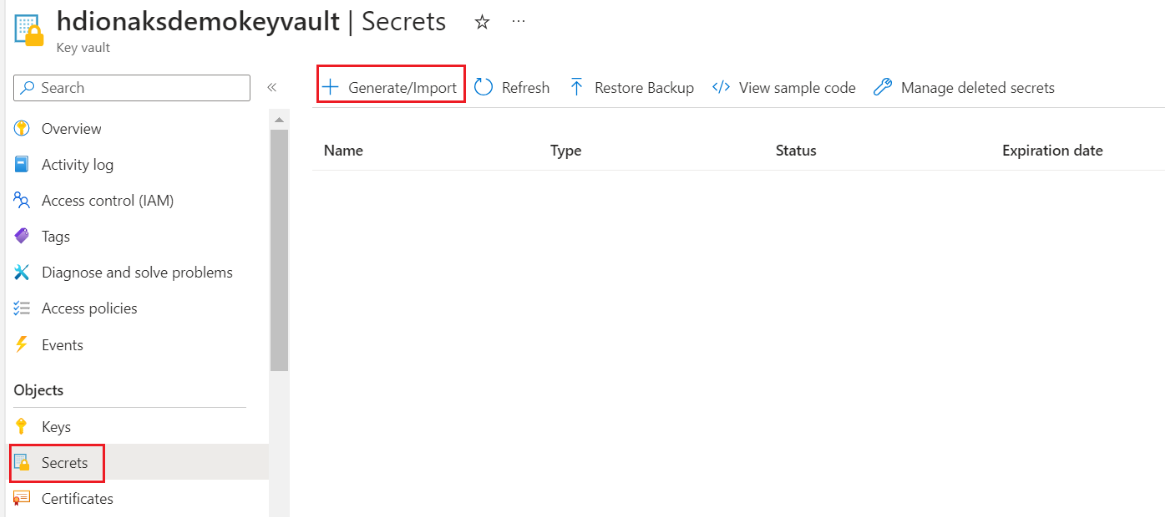 hdionaksdemokeyvault | Secrets
Key vault
Search
Generate/Import Refresh Restore Backup View sample code Manage deleted secrets
Overview
Activity log
Access control (IAM)
Tags
Diagnose and solve problems
Access policies
Events
Objects
Keys
Secrets
Certificates
Name Type Status Expiration date